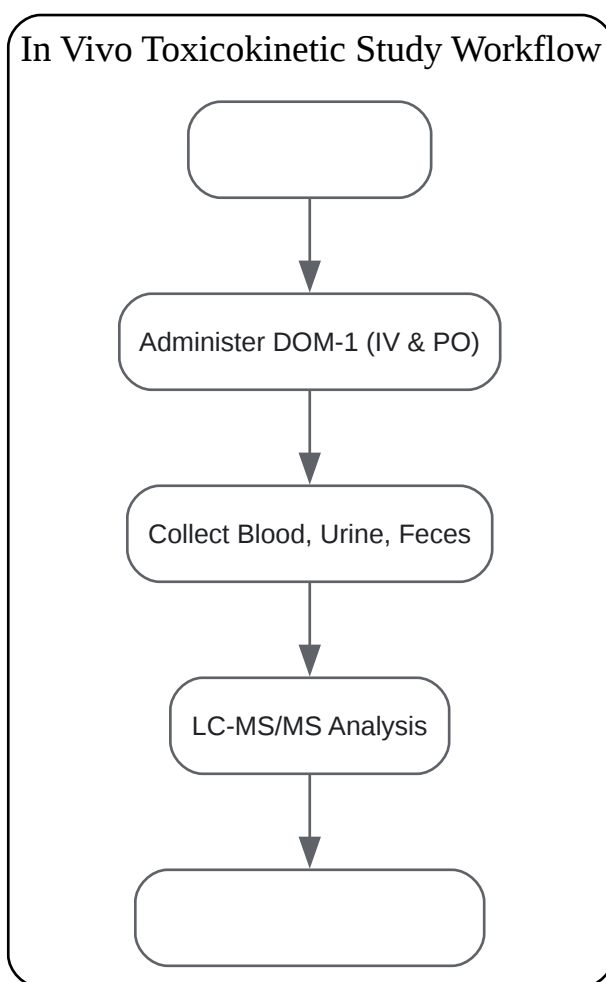 In Vivo Toxicokinetic Study Workflow
Administer DOM-1 (IV & PO)
Collect Blood, Urine, Feces
LC-MS/MS Analysis